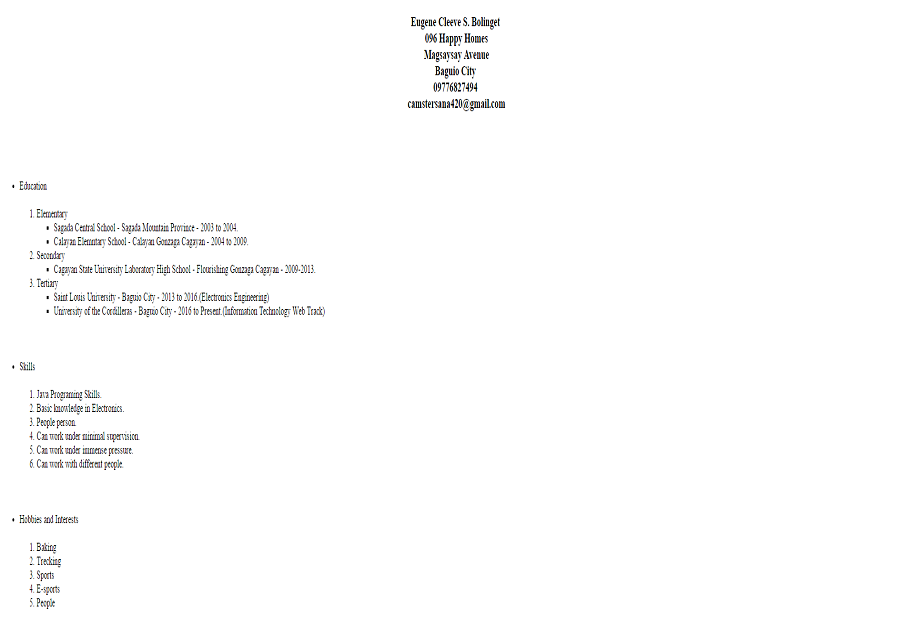 Eugene Cleeve S. Bolinget
096 Happy Homes
Magsaysay Avenue
Baguio City
09776827494
camstersana420@gmail.com
• Education
1. Elementary
▪ Sagada Central School - Sagada Mountain Province - 2003 to 2004.
▪ Calayan Elemntary School - Calayan Gonzaga Cagayan - 2004 to 2009.
2. Secondary
▪ Cagayan State University Laboratory High School - Flourishing Gonzaga Cagayan - 2009-2013.
3. Tertiary
▪ Saint Louis University - Baguio City - 2013 to 2016.(Electronics Engineering)
▪ University of the Cordilleras - Baguio City - 2016 to Present.(Information Technology Web Track)
• Skills
1. Java Programing Skills.
2. Basic knowledge in Electronics.
3. People person.
4. Can work under minimal supervision.
5. Can work under immense pressure.
6. Can work with different people.
• Hobbies and Interests
1. Baking
2. Trecking
3. Sports
4. E-sports
5. People